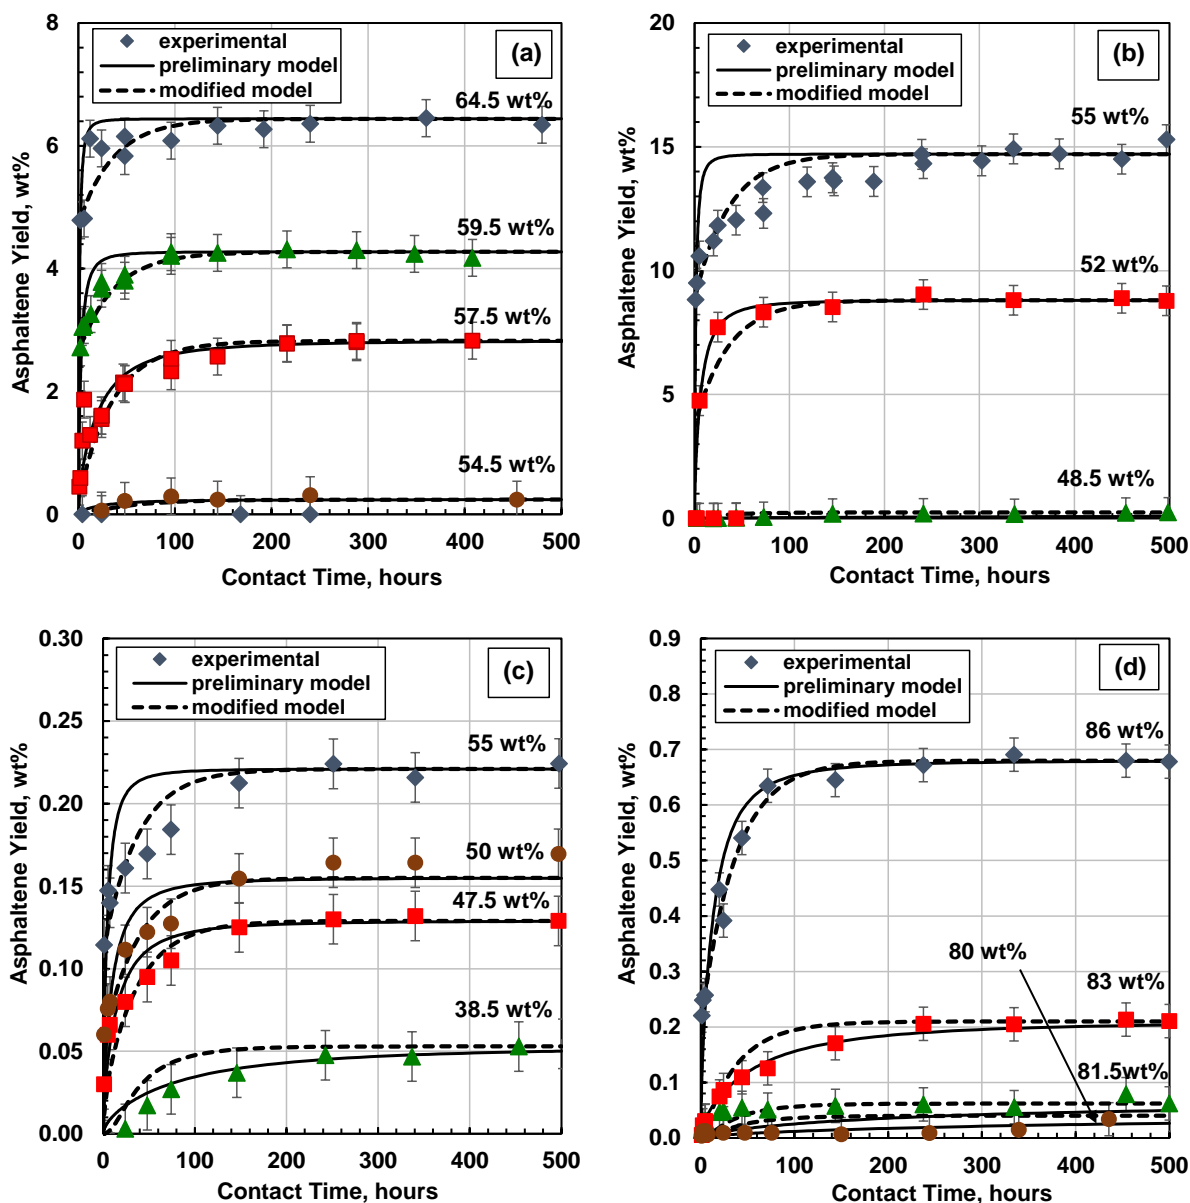 8
6
4
2
0
Asphaltene Yield, wt%
experimental
preliminary model
modified model
(a)
64.5 wt%
59.5 wt%
57.5 wt%
54.5 wt%
0 100 200 300 400 500
Contact Time, hours
20
15
10
5
0
Asphaltene Yield, wt%
experimental
preliminary model
modified model
(b)
55 wt%
52 wt%
48.5 wt%
0 100 200 300 400 500
Contact Time, hours
0.30
0.25
0.20
0.15
0.10
0.05
0.00
Asphaltene Yield, wt%
experimental
preliminary model
modified model
(c)
55 wt%
50 wt%
47.5 wt%
38.5 wt%
0 100 200 300 400 500
Contact Time, hours
0.9
0.8
0.7
0.6
0.5
0.4
0.3
0.2
0.1
0.0
Asphaltene Yield, wt%
experimental
preliminary model
modified model
(d)
86 wt%
80 wt%
83 wt%
81.5wt%
0 100 200 300 400 500
Contact Time, hours